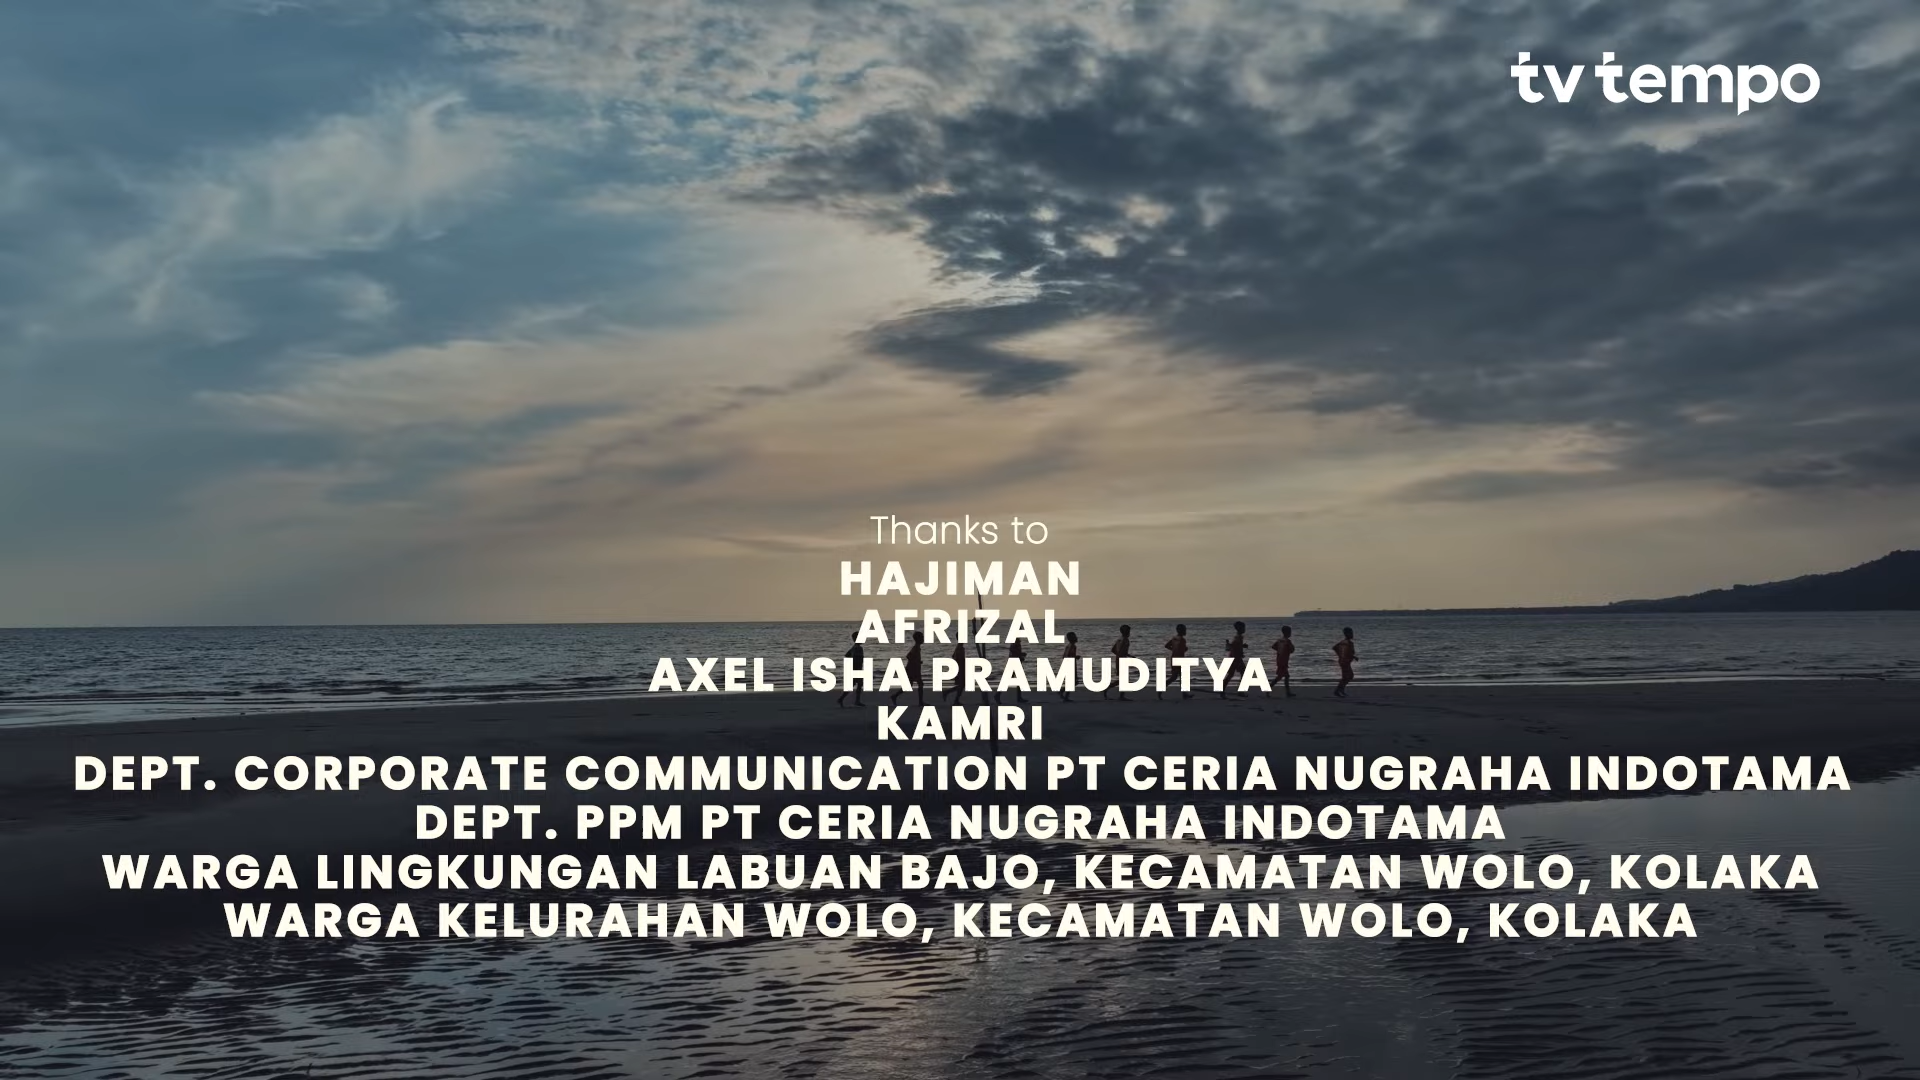 tv tempo
Thanks to
HAJIMAN
AFRIZAL
AXEL ISHA PRAMUDITYA
KAMRI
DEPT. CORPORATE COMMUNICATION PT CERIA NUGRAHA INDOTAMA
DEPT. PPM PT CERIA NUGRAHA INDOTAMA
WARGA LINGKUNGAN LABUAN BAJO, KECAMATAN WOLO, KOLAKA
WARGA KELURAHAN WOLO, KECAMATAN WOLO, KOLAKA